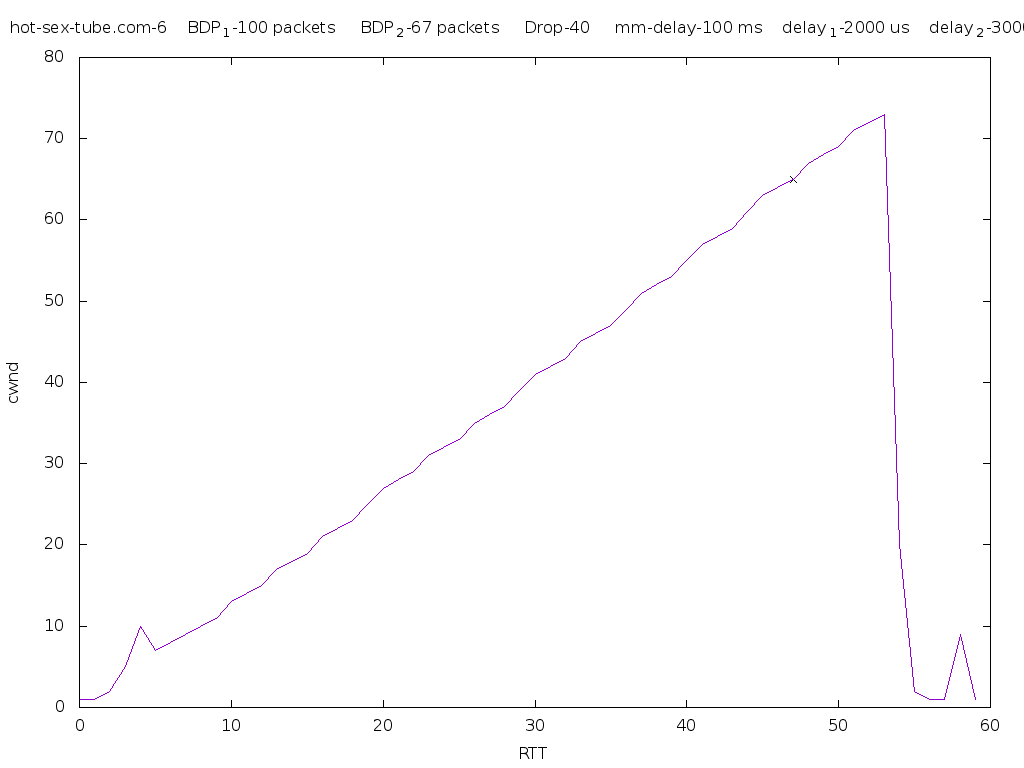 hot-sex-tube.com-6 BDP1-100 packets BDP2-67 packets Drop-40 mm-delay-100 ms delay1-2000 us delay2-300
80
70
60
50
40
30
20
10
0
cwnd
0 10 20 30 40 50 60
RTT